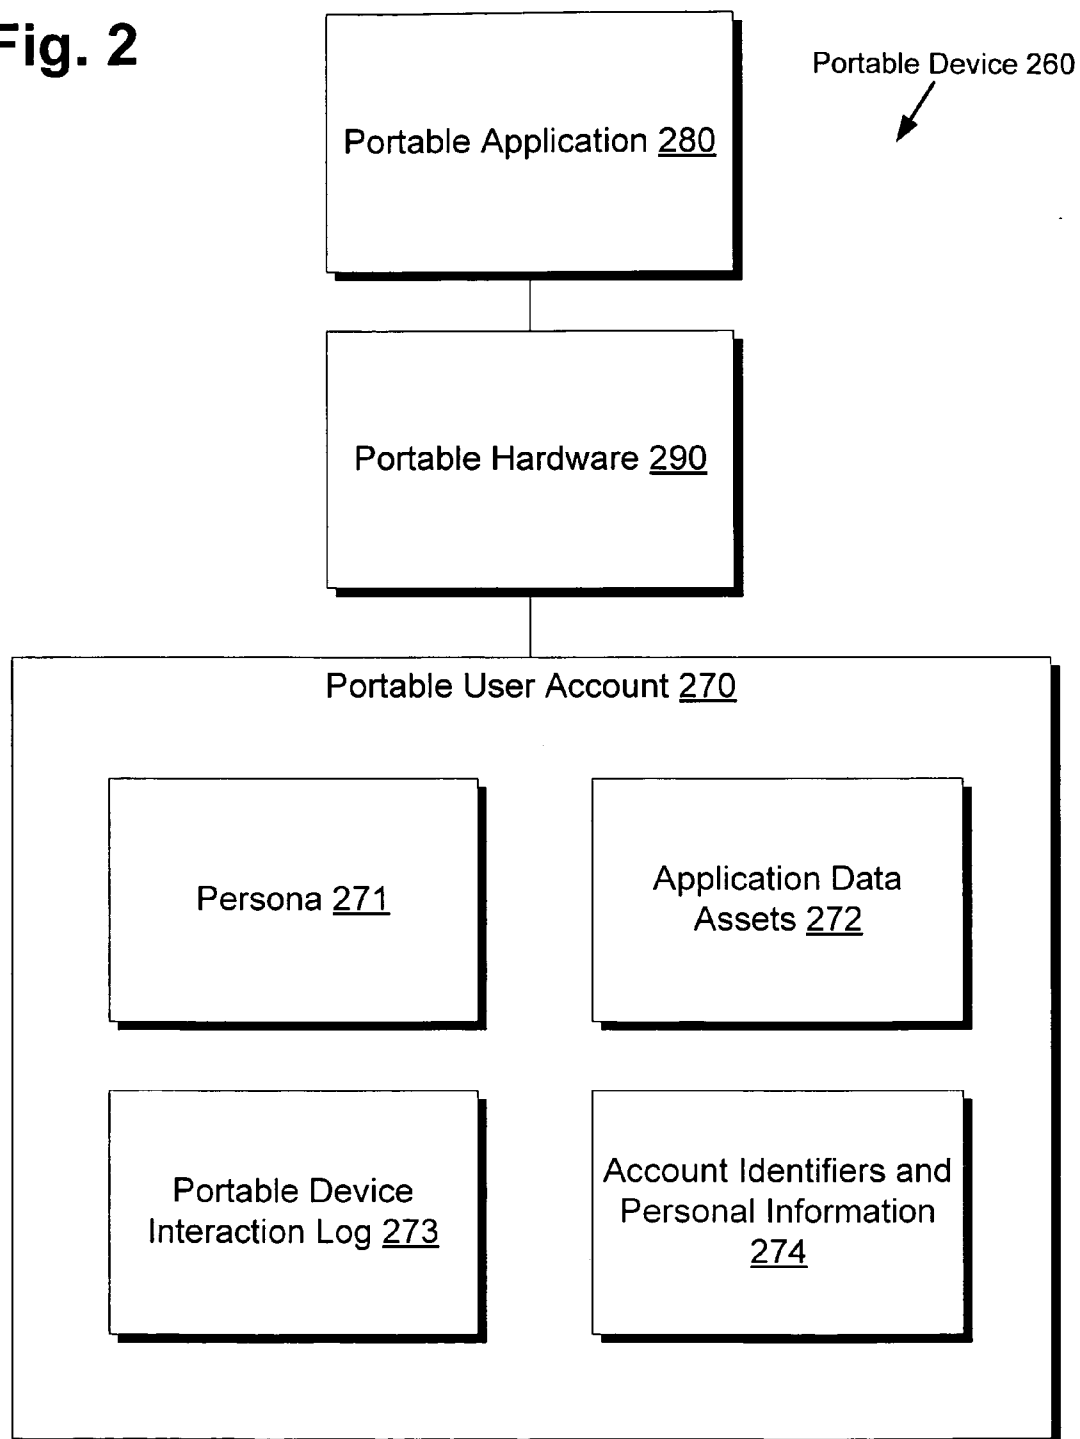 Fig. 2
Portable Device 260
Portable Application 280
Portable Hardware 290
Portable User Account 270
Persona 271
Application Data
Assets 272
Portable Device
Interaction Log 273
Account Identifiers and
Personal Information
274